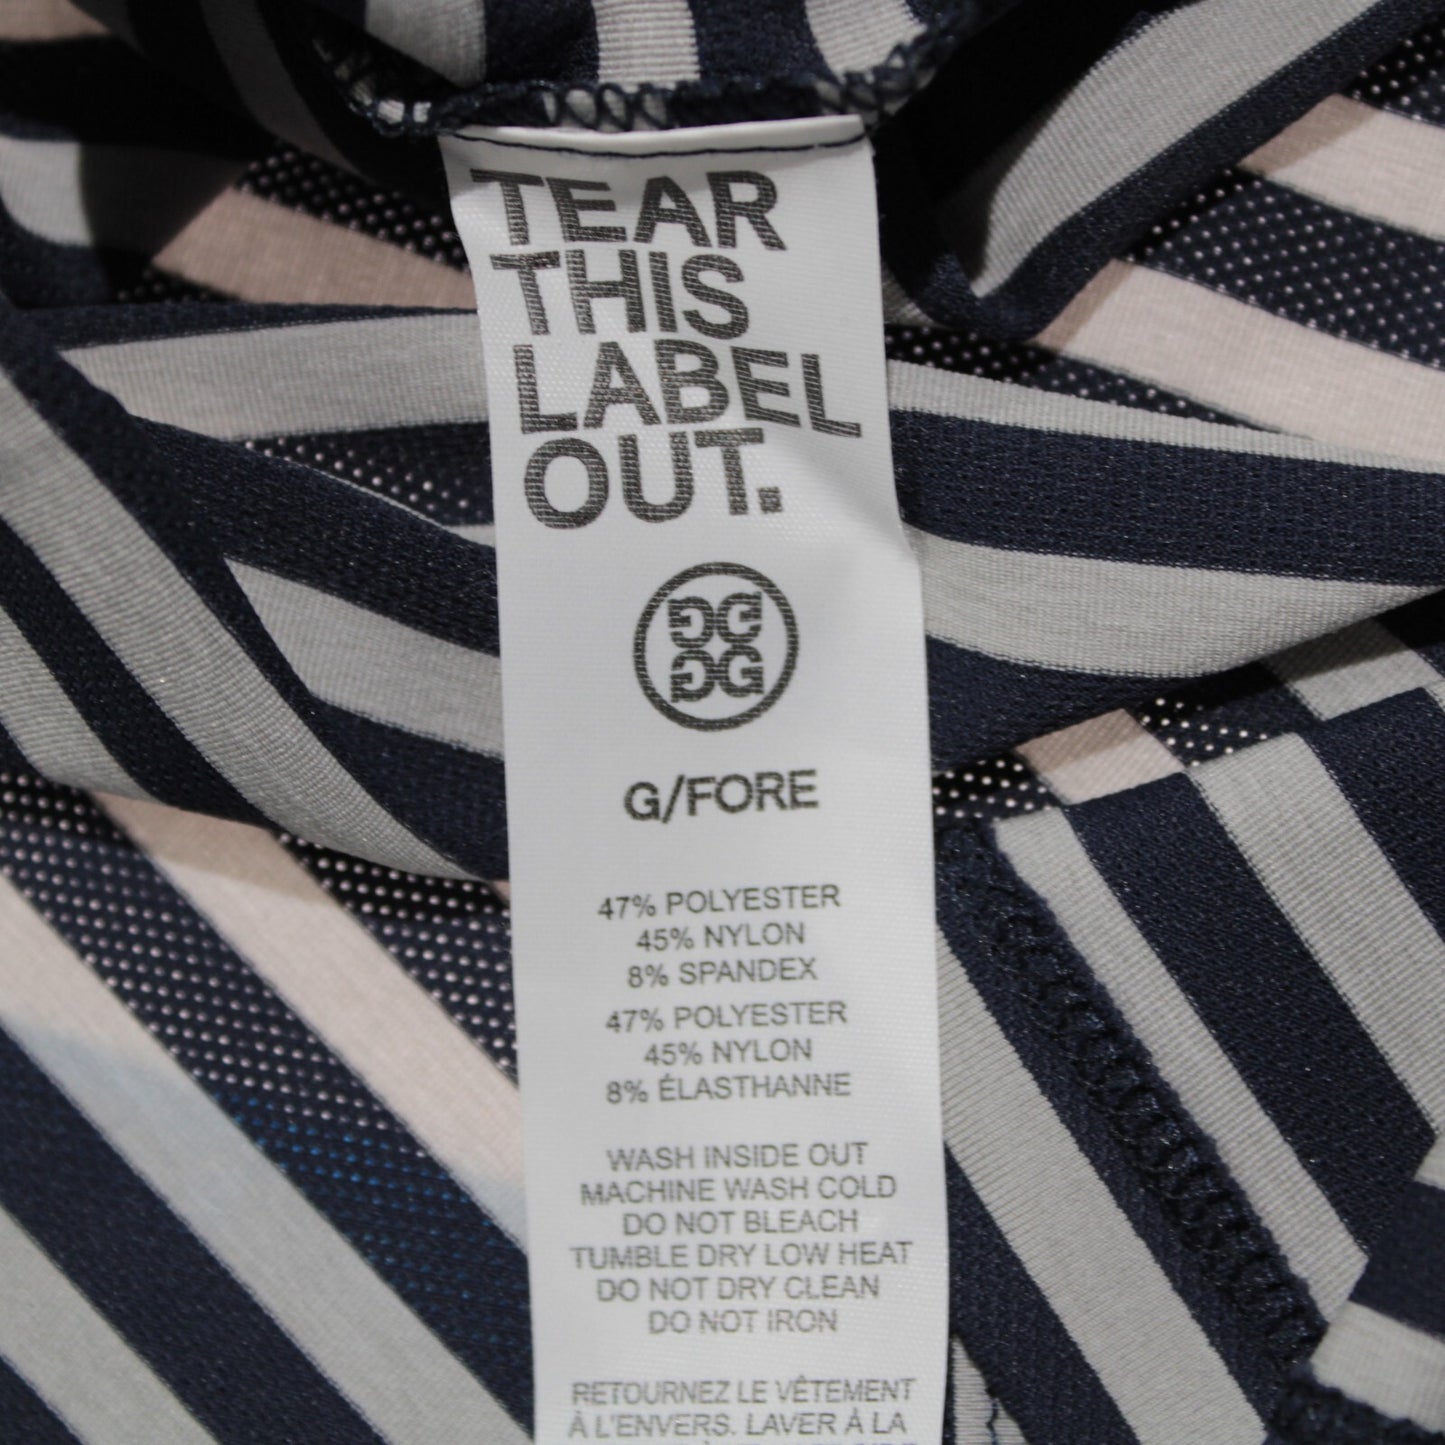 TEAR
THIS
LABEL
OUT.
G/FORE
47% POLYESTER
45% NYLON
8% SPANDEX
47% POLYESTER
45% NYLON
8% ÉLASTHANNE
WASH INSIDE OUT
MACHINE WASH COLD
DO NOT BLEACH
TUMBLE DRY LOW HEAT
DO NOT DRY CLEAN
DO NOT IRON
RETOURNEZ LE VÊTEMENT
À L'ENVERS. LAVER À LA